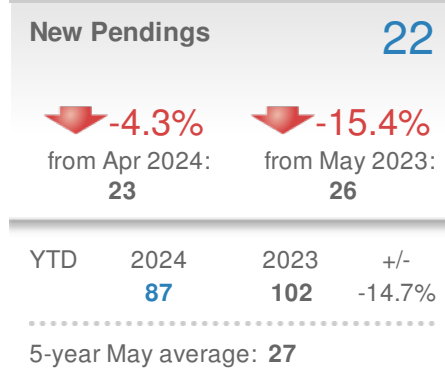 New Pendings 22
-4.3% -15.4%
from Apr 2024: from May 2023:
23 26
YTD 2024 2023 +/-
87 102 -14.7%
5-year May average: 27